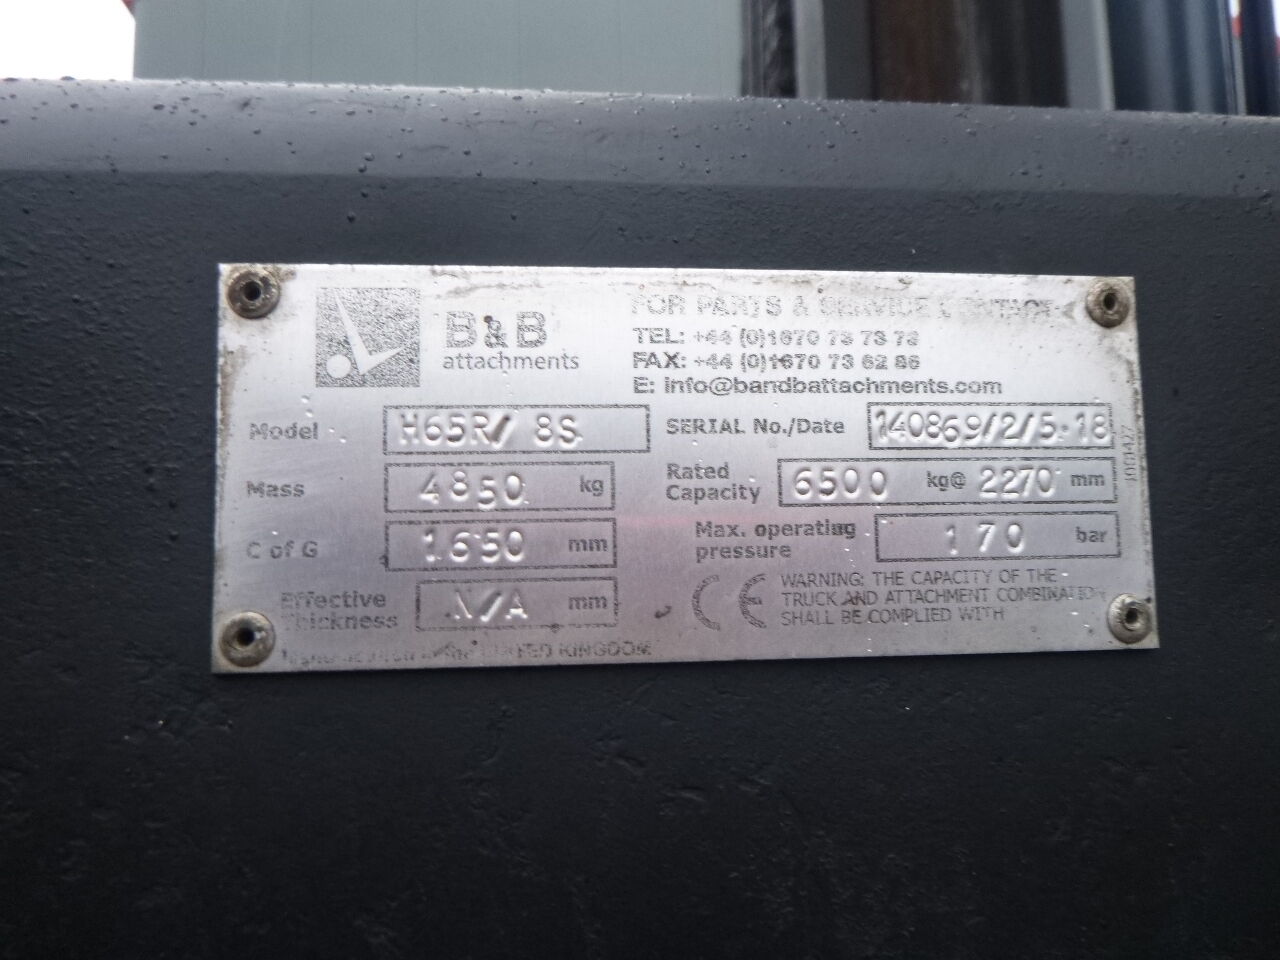 B&B
attachments
FOR PARTS & SERVICE CONTACT
TEL: +44 (0)1670 73 73 73
FAX: +44 (0)1670 73 62 86
E: info@bandbattachments.com
Model H65R/ 8S SERIAL No./Date 140869/2/5-18
Mass 4850 kg Rated Capacity 6500 kg@ 2270 mm
C of G 1650 mm Max. operating pressure 170 bar
Effective Thickness N/A mm
CE WARNING: THE CAPACITY OF THE
TRUCK AND ATTACHMENT COMBINATION
SHALL BE COMPLIED WITH
UNITED KINGDOM